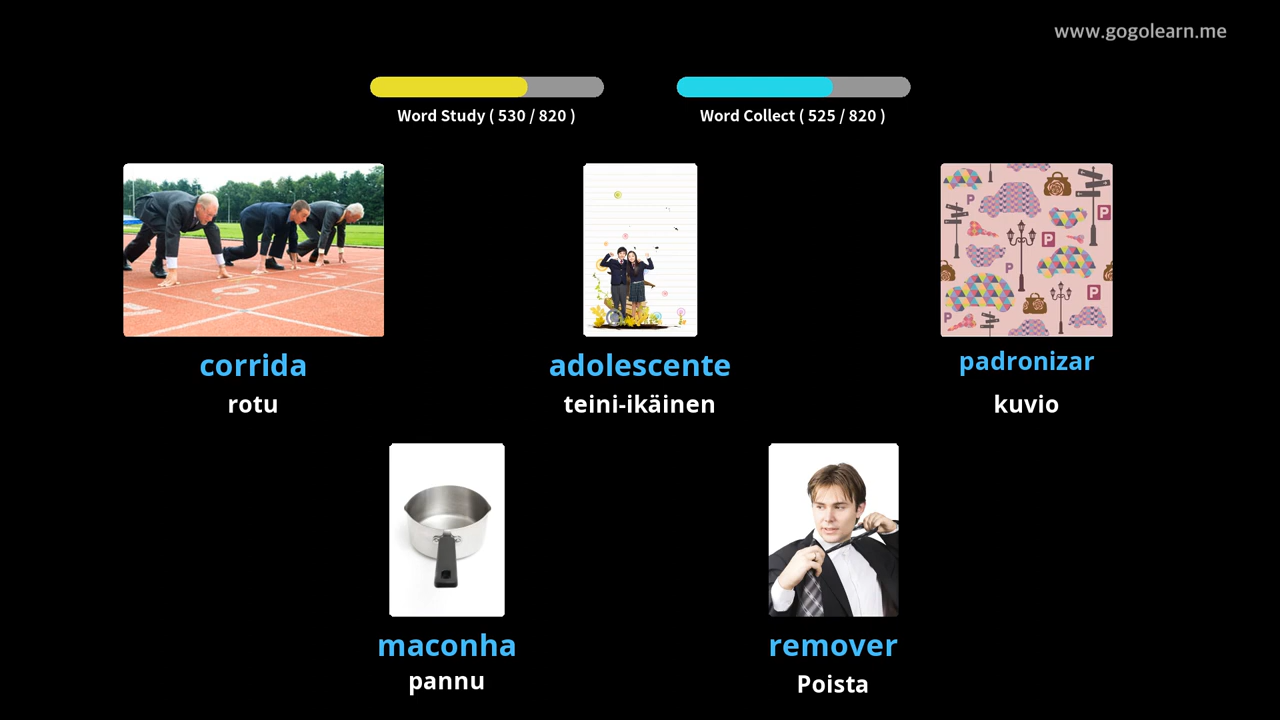 www.gogolearn.me
Word Study ( 530 / 820 )
Word Collect ( 525 / 820 )
corrida
rotu
adolescente
teini-ikäinen
padronizar
kuvio
P
P
P
P
P
P
maconha
pannu
remover
Poista